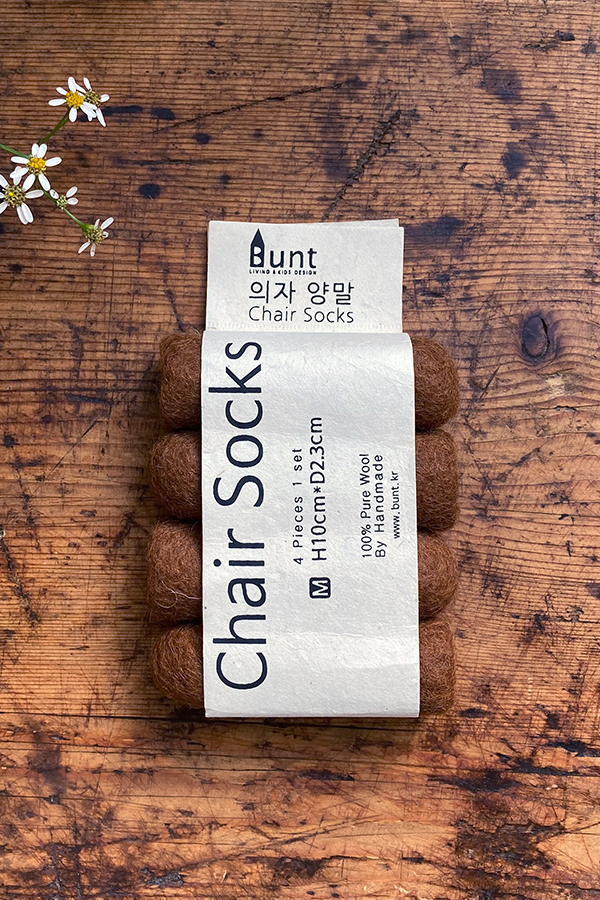 Bunt
LIVING & KIDS DESIGN
의자 양말
Chair Socks
Chair Socks
4 Pieces 1 set
M H10cm*D2.3cm
100% Pure Wool
By Handmade
www.bunt.kr